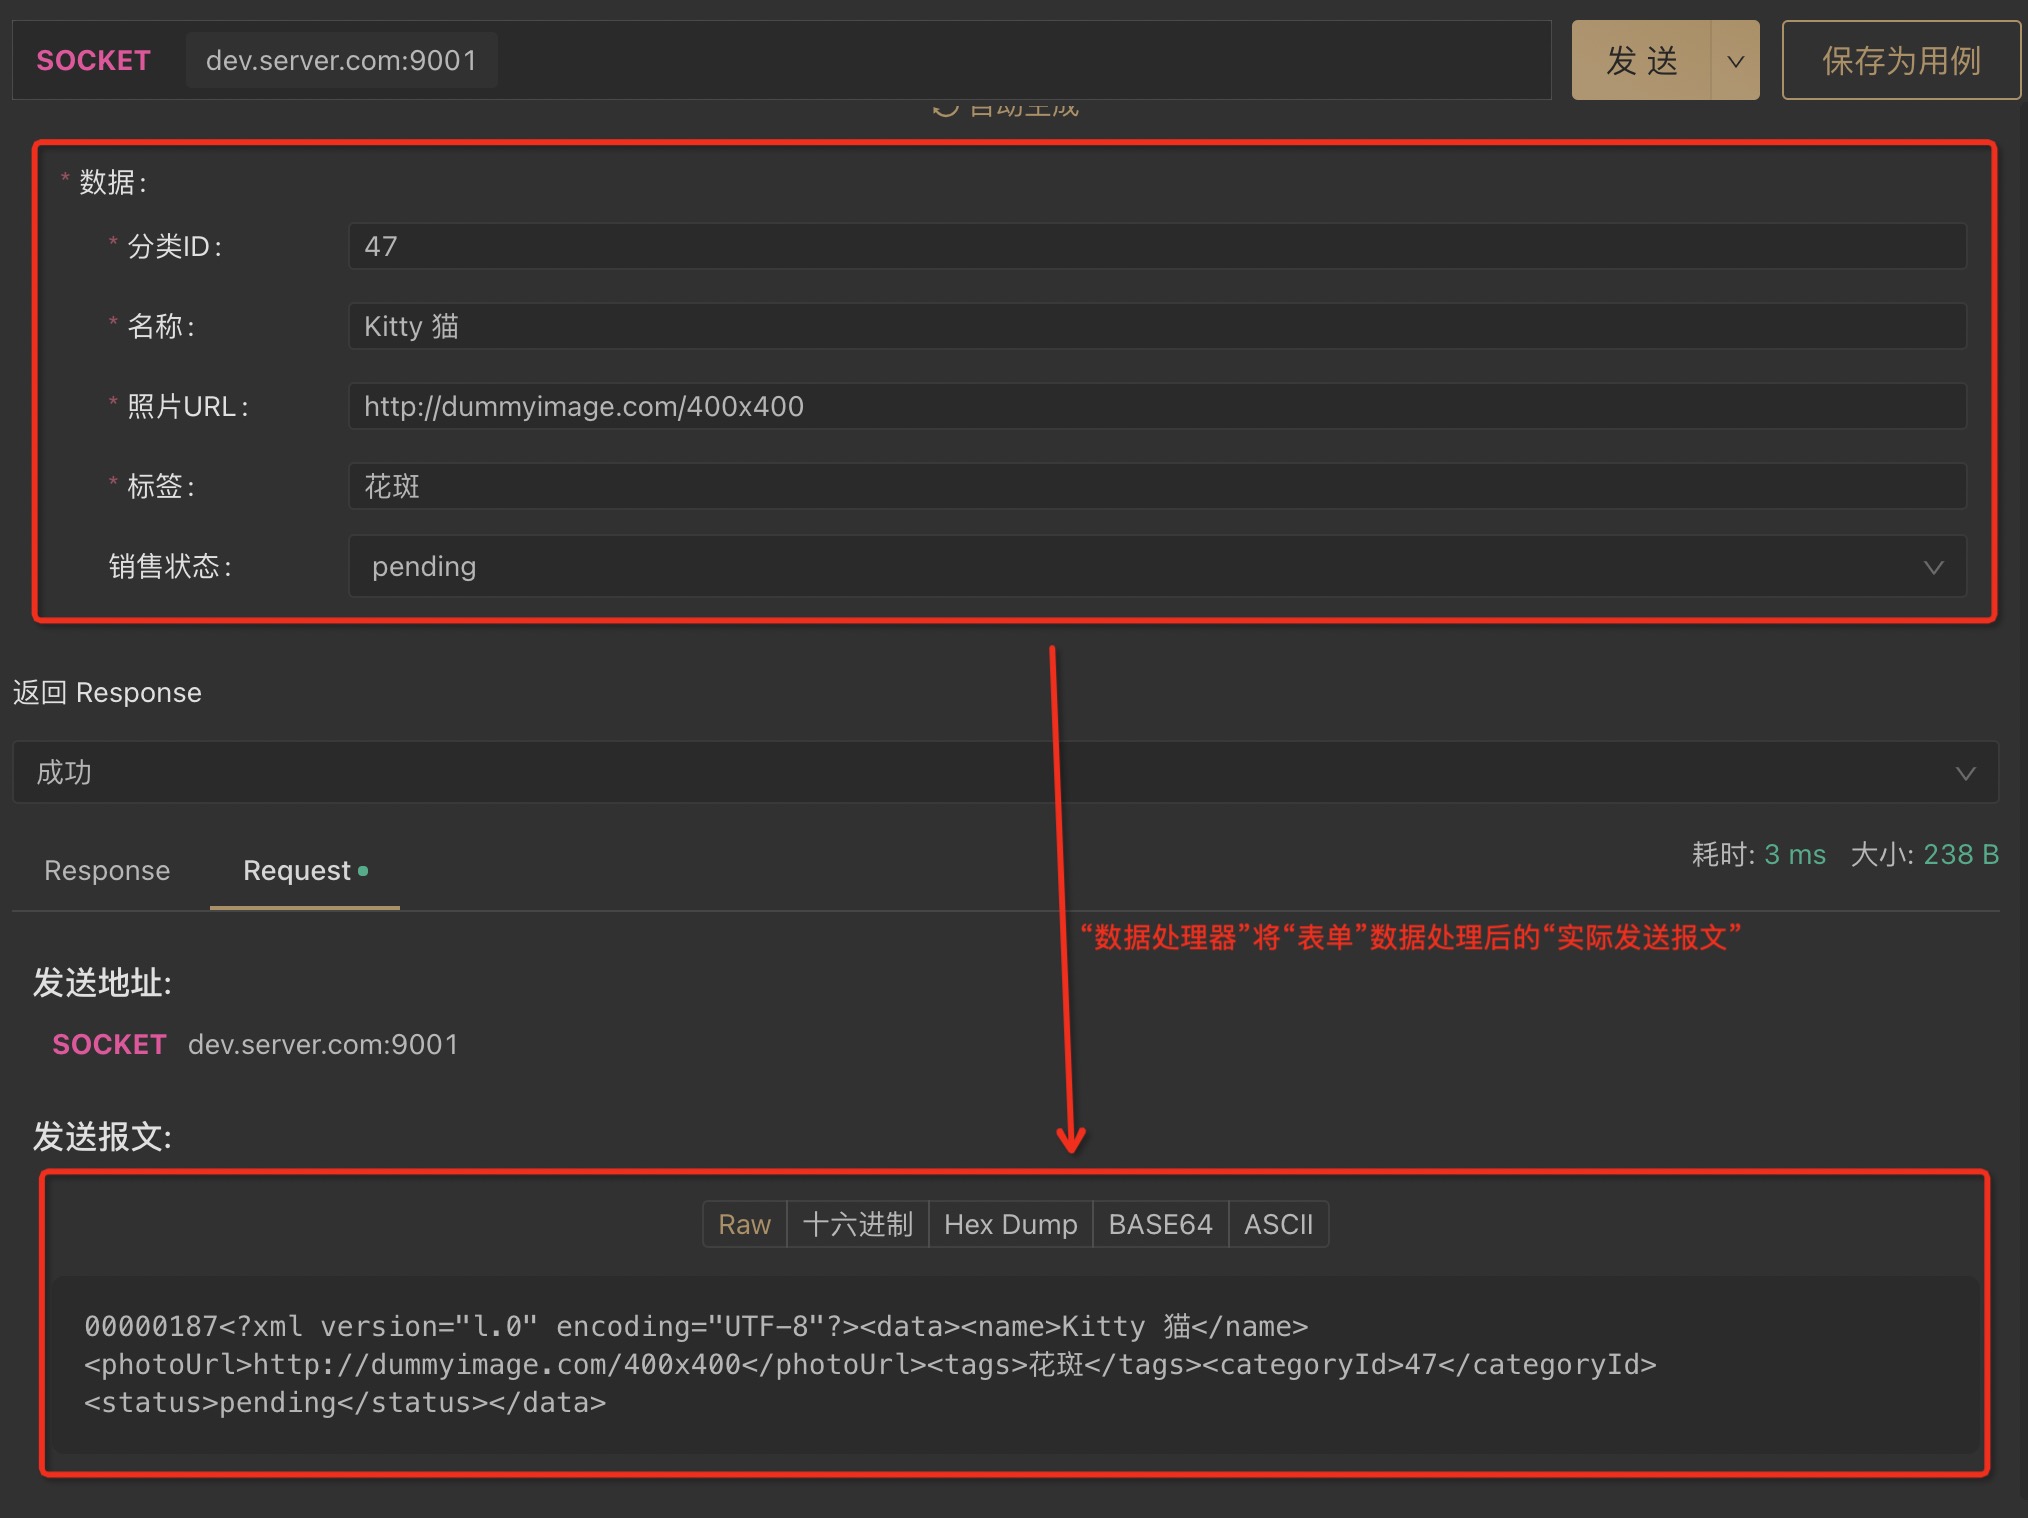 SOCKET dev.server.com:9001 发 送 保存为用例
自动生成
* 数据:
* 分类ID: 47
* 名称: Kitty 猫
* 照片URL: http://dummyimage.com/400x400
* 标签: 花斑
销售状态: pending
返回 Response
成功
Response Request 耗时: 3 ms 大小: 238 B
“数据处理器”将“表单”数据处理后的“实际发送报文”
发送地址:
SOCKET dev.server.com:9001
发送报文:
Raw 十六进制 Hex Dump BASE64 ASCII
00000187<?xml version="l.0" encoding="UTF-8"?><data><name>Kitty 猫</name>
<photoUrl>http://dummyimage.com/400x400</photoUrl><tags>花斑</tags><categoryId>47</categoryId>
<status>pending</status></data>